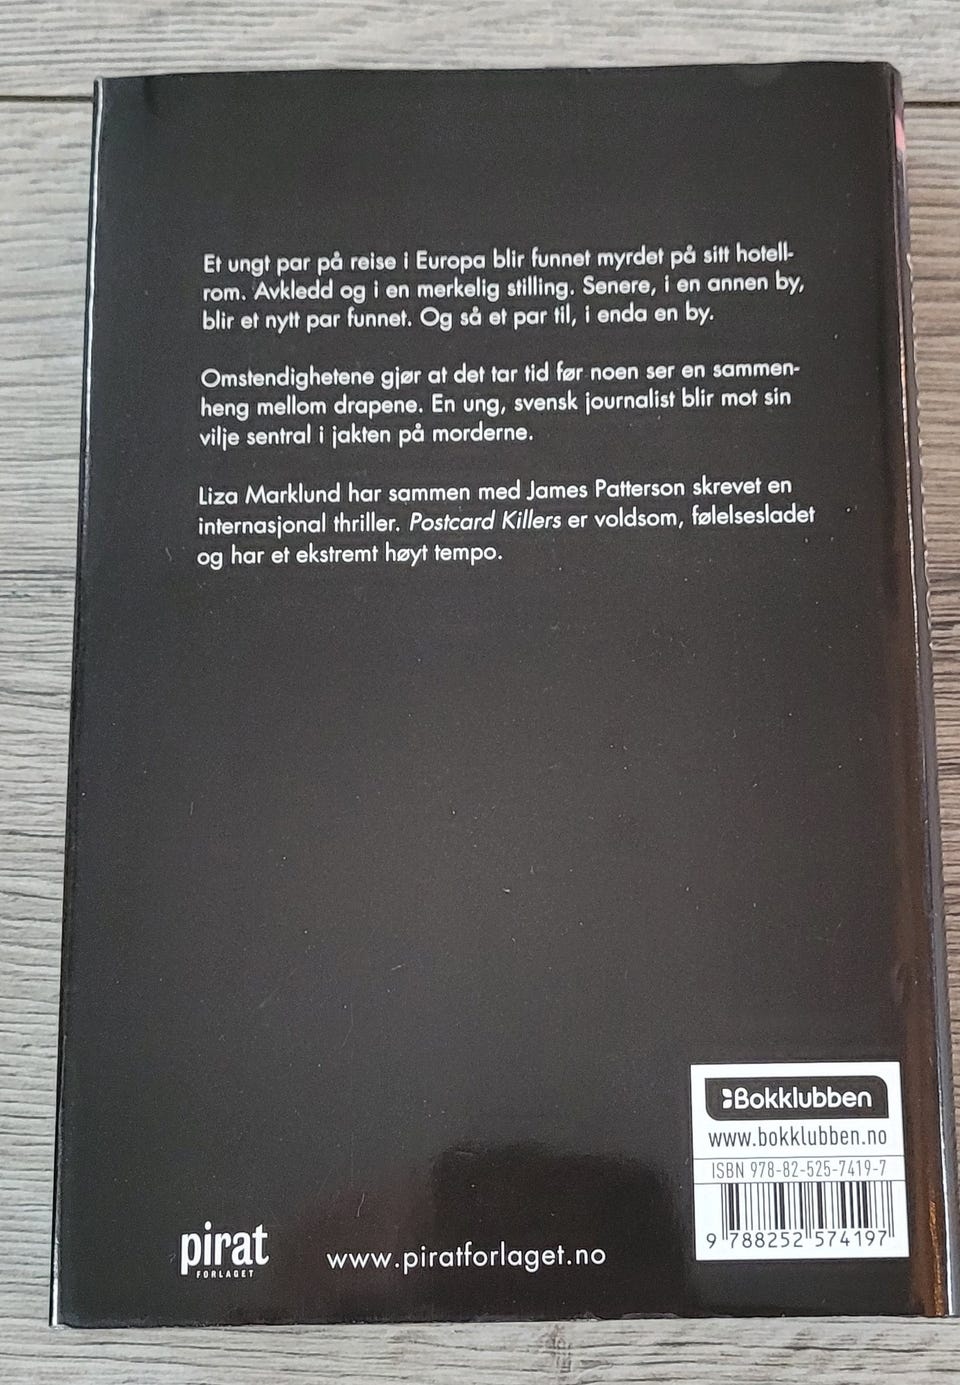 Et ungt par på reise i Europa blir funnet myrdet på sitt hotell-
rom. Avkledd og i en merkelig stilling. Senere, i en annen by,
blir et nytt par funnet. Og så et par til, i enda en by.
Omstendighetene gjør at det tar tid før noen ser en sammen-
heng mellom drapene. En ung, svensk journalist blir mot sin
vilje sentral i jakten på morderne.
Liza Marklund har sammen med James Patterson skrevet en
internasjonal thriller. Postcard Killers er voldsom, følelsesladet
og har et ekstremt høyt tempo.
Bokklubben
www.bokklubben.no
ISBN 978-82-525-7419-7
9 788252 574197
pirat
FORLAGET
www.piratforlaget.no